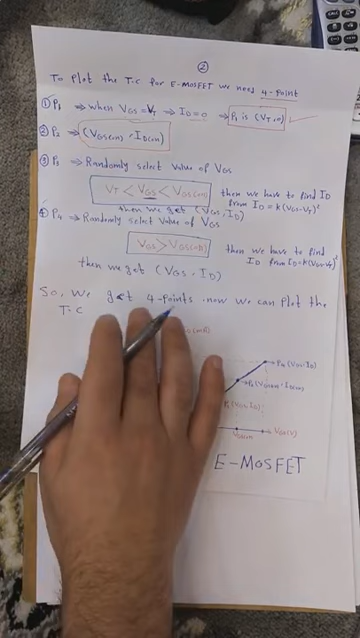 ②
To plot the T.C for E-MOSFET we need 4-point
① P1 ⇒ when VGS = VT ⇒ ID = 0 ⇒ P1 is (VT, 0)
② P2 ⇒ (VGS(on), ID(on))
③ P3 ⇒ Randomly select value of VGS
VT < VGS < VGS(on) then we have to find ID
from ID = k(VGS-VT)²
then we get (VGS, ID)
④ P4 ⇒ Randomly select value of VGS
VGS > VGS(on) then we have to find
ID from ID = k(VGS-VT)²
then we get (VGS, ID)
So, we get 4-points now we can plot the
T.C
P4 (VGS, ID)
P2 (VGS(on), ID(on))
(VGS, ID)
VGS(on) VGS(V)
E-MOSFET